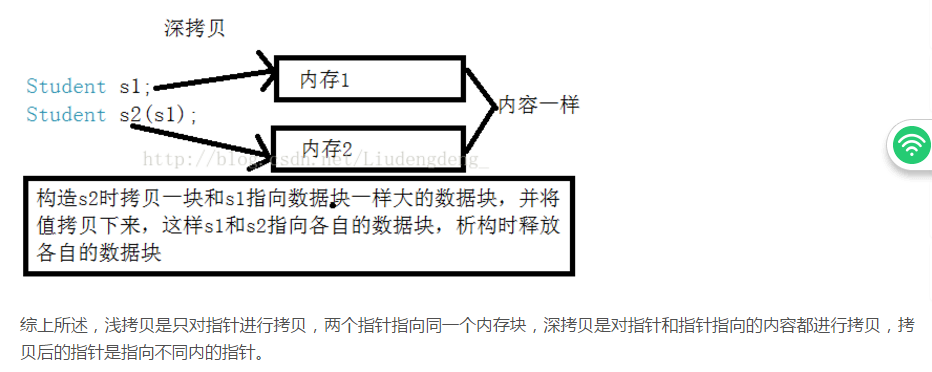 深拷贝
Student s1;
内存1
Student s2(s1);
内容一样
内存2
http://blog.csdn.net/Liudengdeng_
构造s2时拷贝一块和s1指向数据块一样大的数据块，并将
值拷贝下来，这样s1和s2指向各自的数据块，析构时释放
各自的数据块
综上所述，浅拷贝是只对指针进行拷贝，两个指针指向同一个内存块，深拷贝是对指针和指针指向的内容都进行拷贝，拷
贝后的指针是指向不同内的指针。